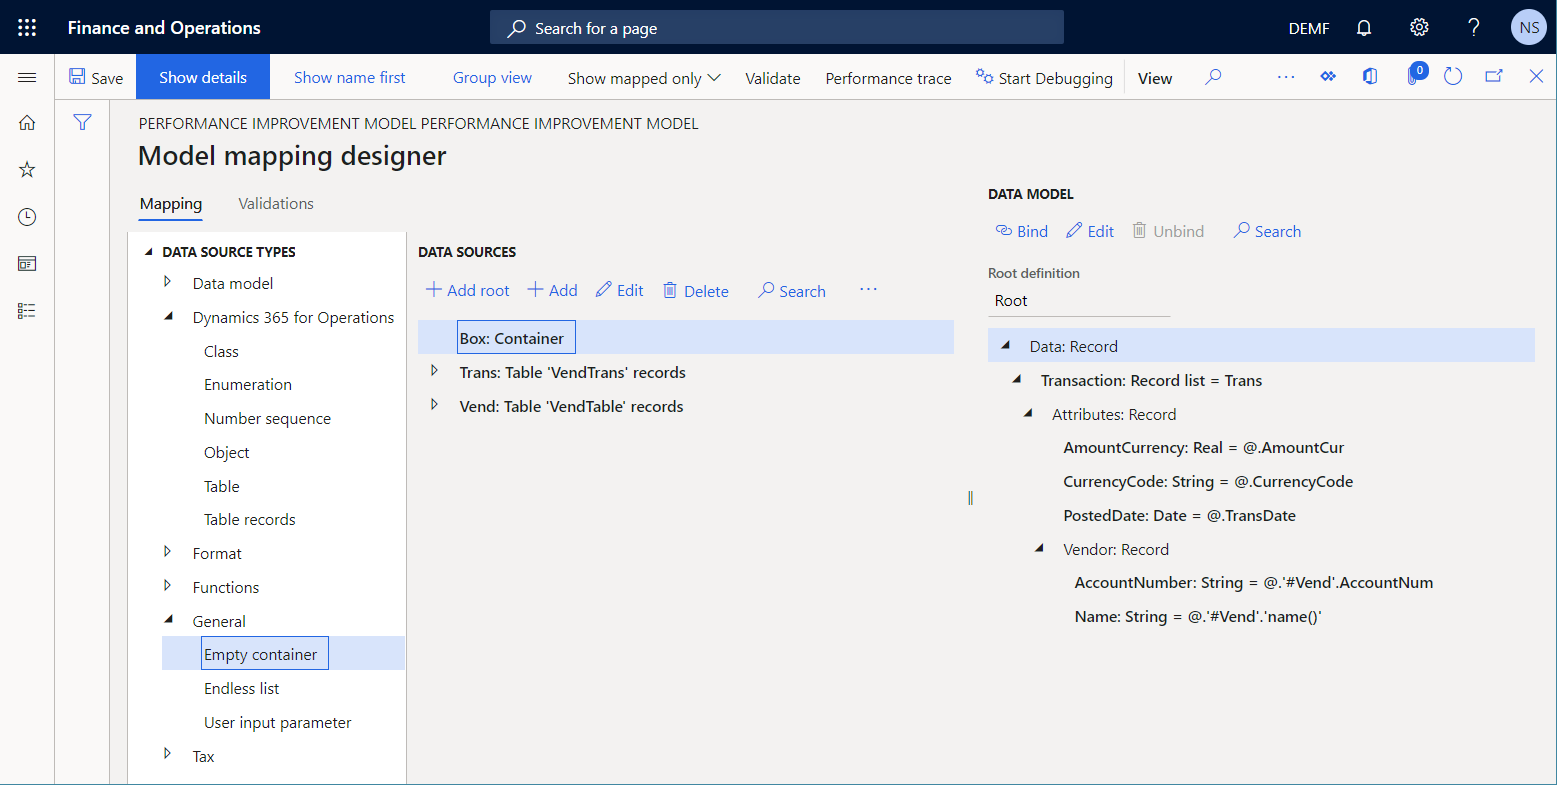 Finance and Operations
Search for a page
DEMF
?
NS
Save
Show details
Show name first
Group view
Show mapped only
Validate
Performance trace
Start Debugging
View
...
0
PERFORMANCE IMPROVEMENT MODEL PERFORMANCE IMPROVEMENT MODEL
Model mapping designer
Mapping
Validations
DATA SOURCE TYPES
Data model
Dynamics 365 for Operations
Class
Enumeration
Number sequence
Object
Table
Table records
Format
Functions
General
Empty container
Endless list
User input parameter
Tax
DATA SOURCES
Add root
Add
Edit
Delete
Search
...
Box: Container
Trans: Table 'VendTrans' records
Vend: Table 'VendTable' records
DATA MODEL
Bind
Edit
Unbind
Search
Root definition
Root
Data: Record
Transaction: Record list = Trans
Attributes: Record
AmountCurrency: Real = @.AmountCur
CurrencyCode: String = @.CurrencyCode
PostedDate: Date = @.TransDate
Vendor: Record
AccountNumber: String = @.'#Vend'.AccountNum
Name: String = @.'#Vend'.'name()'